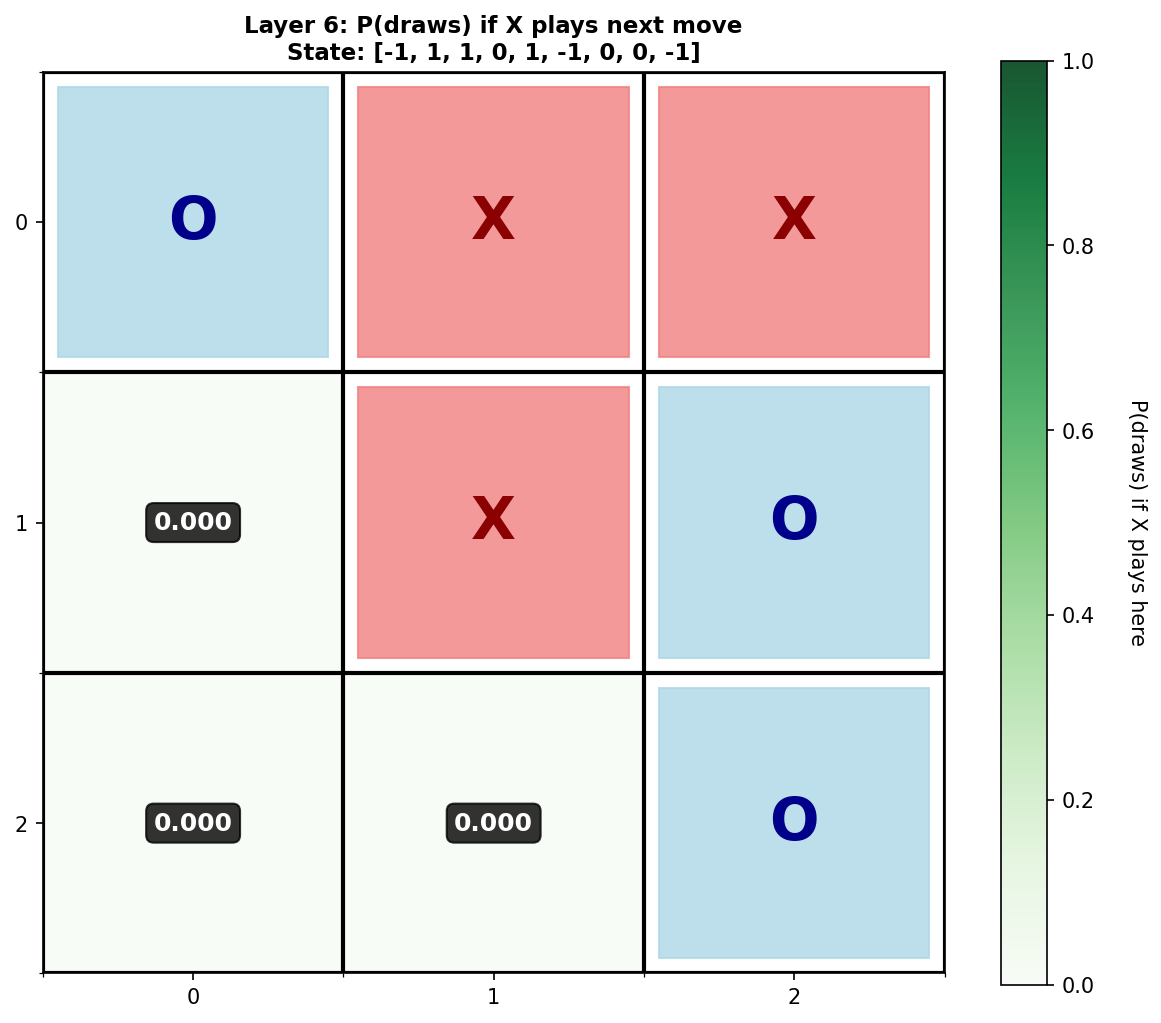 Layer 6: P(draws) if X plays next move
State: [-1, 1, 1, 0, 1, -1, 0, 0, -1]
O X X
0.000 X O
0.000 0.000 O
0
1
2
0 1 2
1.0
0.8
0.6
0.4
0.2
0.0
P(draws) if X plays here